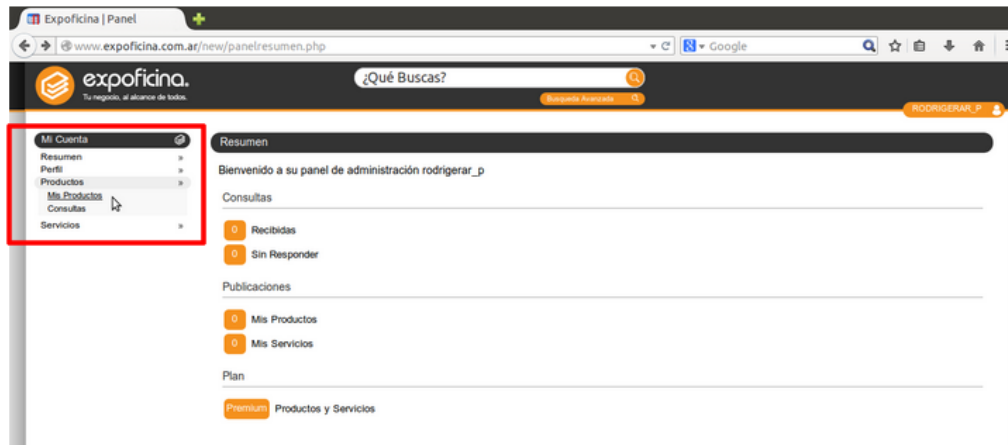 Expoficina | Panel
www.expoficina.com.ar/new/panelresumen.php
Google
expoficina.
Tu negocio, al alcance de todos.
¿Qué Buscas?
Busqueda Avanzada
RODRIGERAR_P
Mi Cuenta
Resumen »
Perfil »
Productos »
Mis Productos
Consultas
Servicios »
Resumen
Bienvenido a su panel de administración rodrigerar_p
Consultas
0 Recibidas
0 Sin Responder
Publicaciones
0 Mis Productos
0 Mis Servicios
Plan
Premium Productos y Servicios